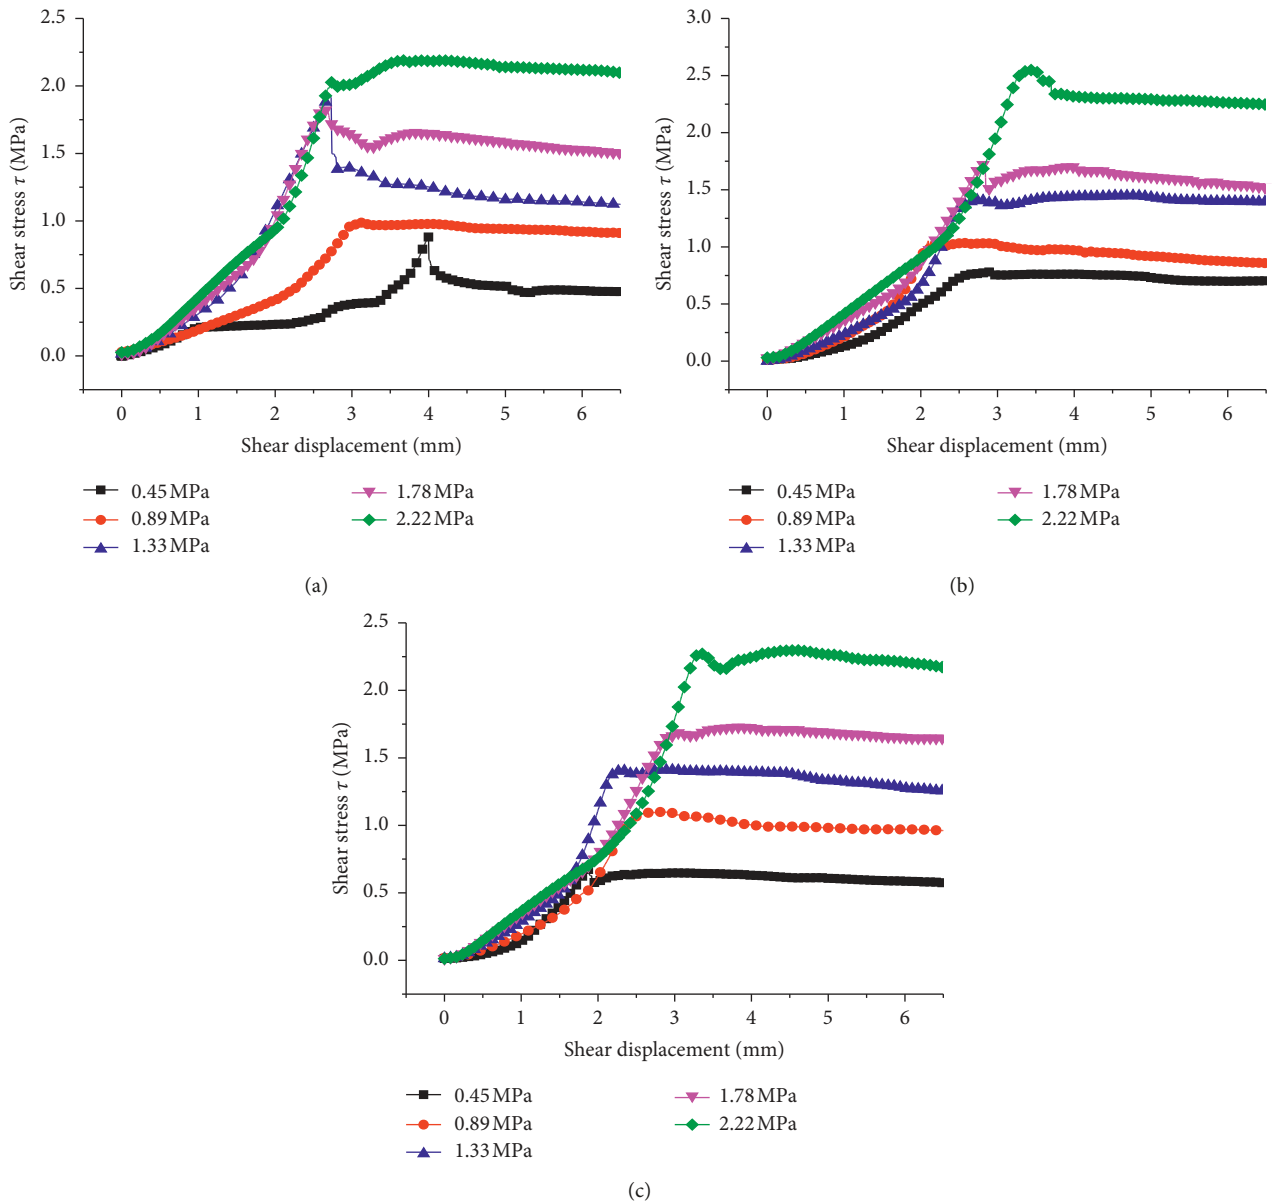 2.5
2.0
1.5
1.0
0.5
0.0
Shear stress τ (MPa)
0 1 2 3 4 5 6
Shear displacement (mm)
0.45 MPa
0.89 MPa
1.33 MPa
1.78 MPa
2.22 MPa
(a)
3.0
2.5
2.0
1.5
1.0
0.5
0.0
Shear stress τ (MPa)
0 1 2 3 4 5 6
Shear displacement (mm)
0.45 MPa
0.89 MPa
1.33 MPa
1.78 MPa
2.22 MPa
(b)
2.5
2.0
1.5
1.0
0.5
0.0
Shear stress τ (MPa)
0 1 2 3 4 5 6
Shear displacement (mm)
0.45 MPa
0.89 MPa
1.33 MPa
1.78 MPa
2.22 MPa
(c)